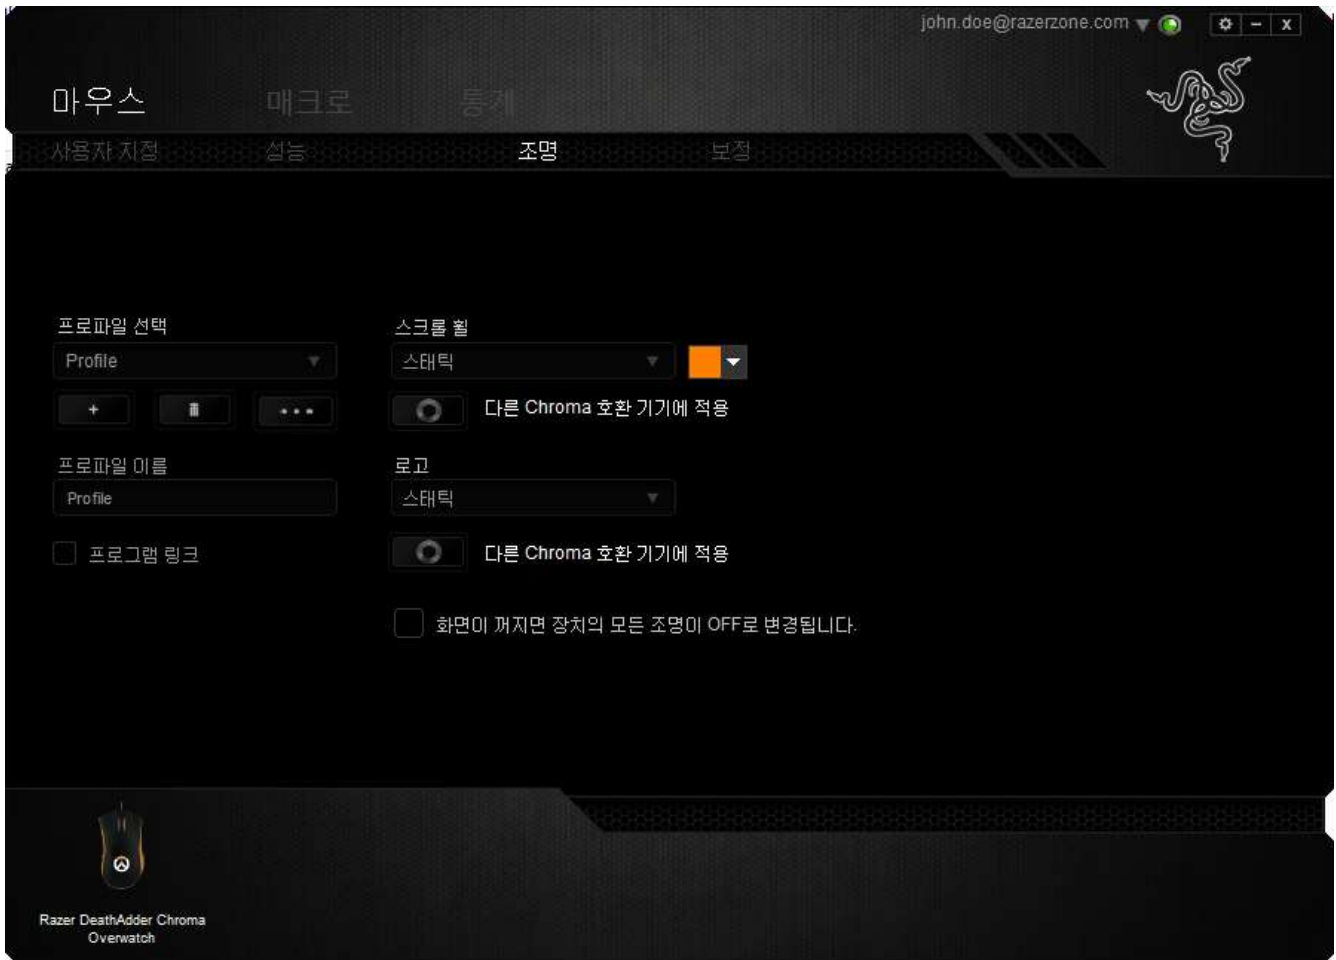 john.doe@razerzone.com
마우스 매크로 통계
사용자 지정 성능 조명 보정
프로파일 선택
Profile
프로파일 이름
Profile
프로그램 링크
스크롤 휠
스태틱
다른 Chroma 호환 기기에 적용
로고
스태틱
다른 Chroma 호환 기기에 적용
화면이 꺼지면 장치의 모든 조명이 OFF로 변경됩니다.
Razer DeathAdder Chroma
Overwatch